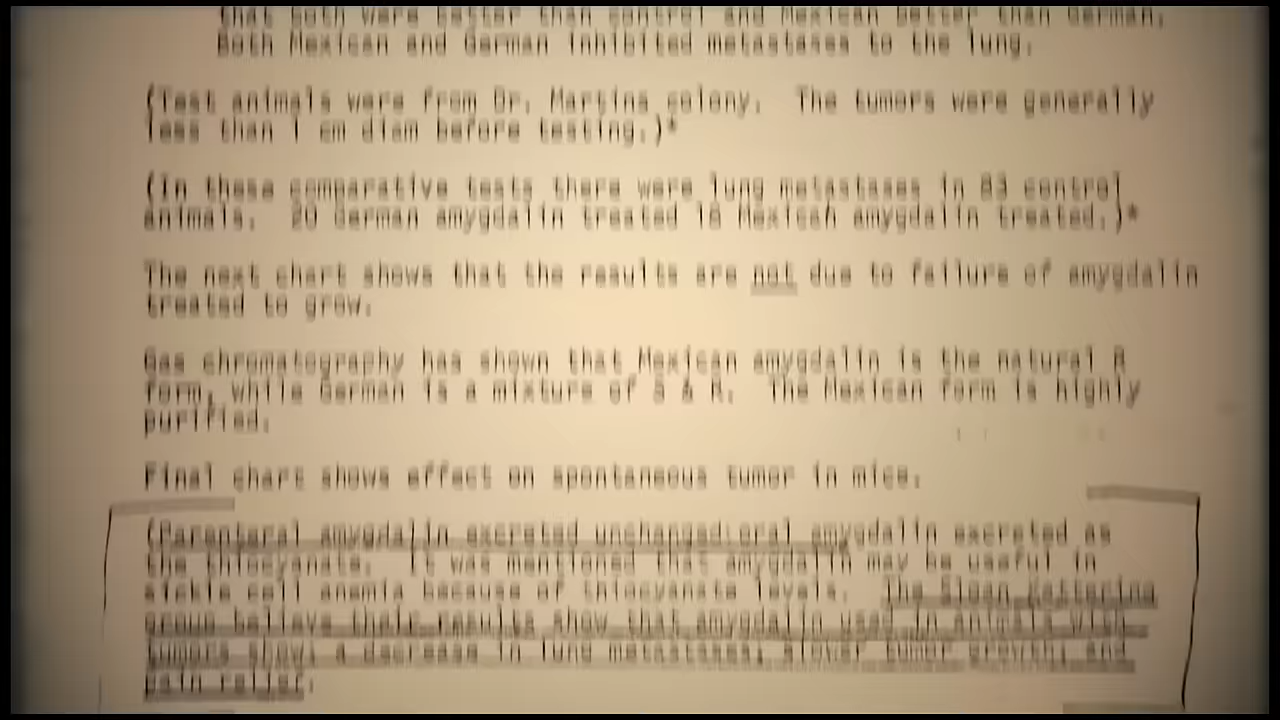 that both were better than control and Mexican better than German.
Both Mexican and German inhibited metastases to the lung.
(Test animals were from Dr. Martins colony. The tumors were generally
less than 1 cm diam before testing.)*
(In these comparative tests there were lung metastases in 83 control
animals. 20 German amygdalin treated 18 Mexican amygdalin treated.)*
The next chart shows that the results are not due to failure of amygdalin
treated to grow.
Gas chromatography has shown that Mexican amygdalin is the natural R
form, while German is a mixture of S & R. The Mexican form is highly
purified.
Final chart shows effect on spontaneous tumor in mice.
(Parenteral amygdalin excreted unchanged; oral amygdalin excreted as
the thiocyanate. It was mentioned that amygdalin may be useful in
sickle cell anemia because of thiocyanate levels. The Sloan Kettering
group believe their results show that amygdalin used in animals with
tumors show: a decrease in lung metastases; slower tumor growth; and
pain relief.